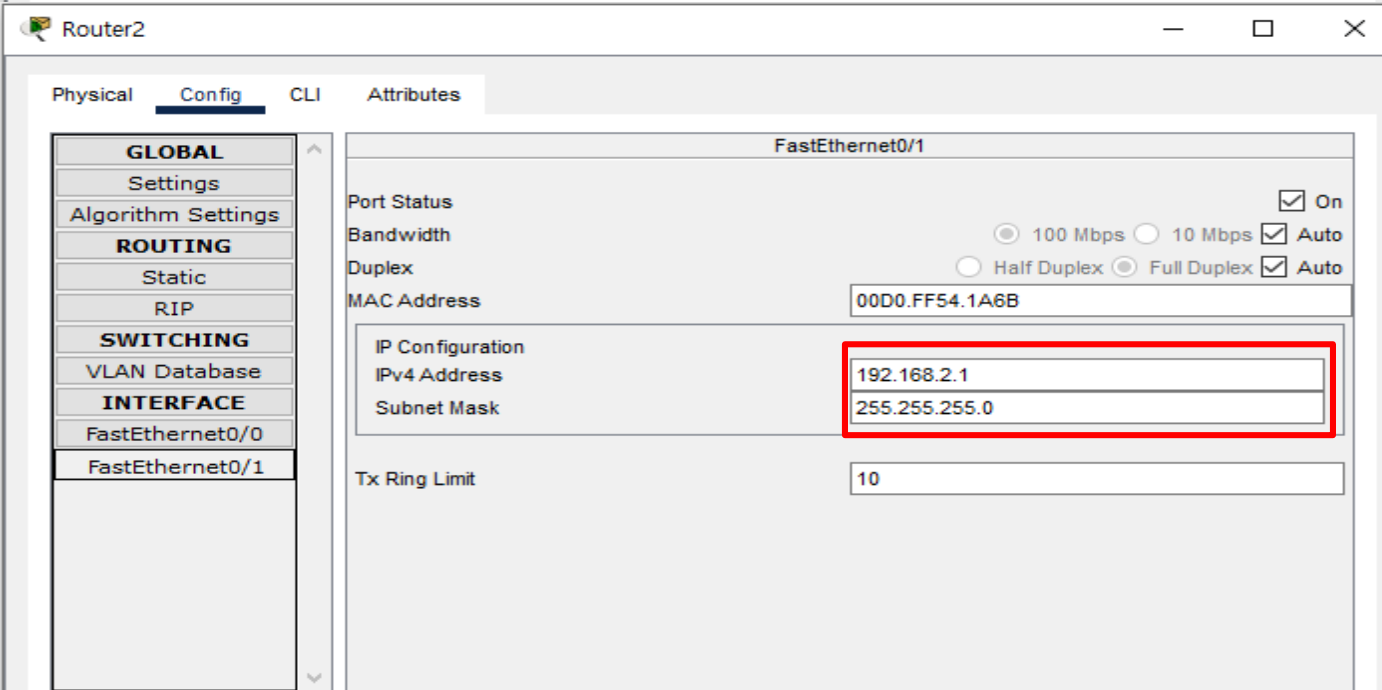 Router2
Physical Config CLI Attributes
GLOBAL
Settings
Algorithm Settings
ROUTING
Static
RIP
SWITCHING
VLAN Database
INTERFACE
FastEthernet0/0
FastEthernet0/1
FastEthernet0/1
Port Status On
Bandwidth 100 Mbps 10 Mbps Auto
Duplex Half Duplex Full Duplex Auto
MAC Address 00D0.FF54.1A6B
IP Configuration
IPv4 Address 192.168.2.1
Subnet Mask 255.255.255.0
Tx Ring Limit 10